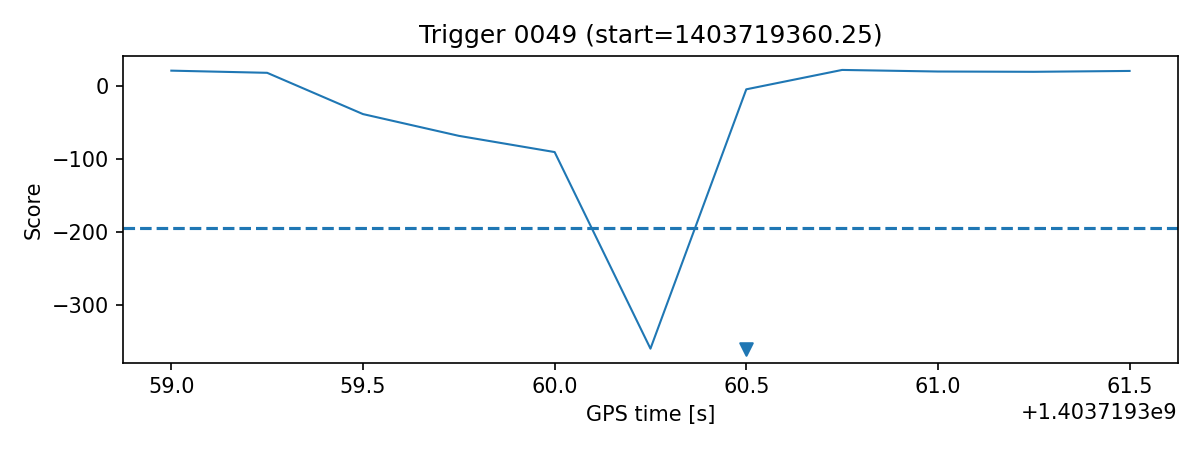 Trigger 0049 (start=1403719360.25)
0
−100
−200
−300
Score
59.0 59.5 60.0 60.5 61.0 61.5
GPS time [s]
+1.4037193e9